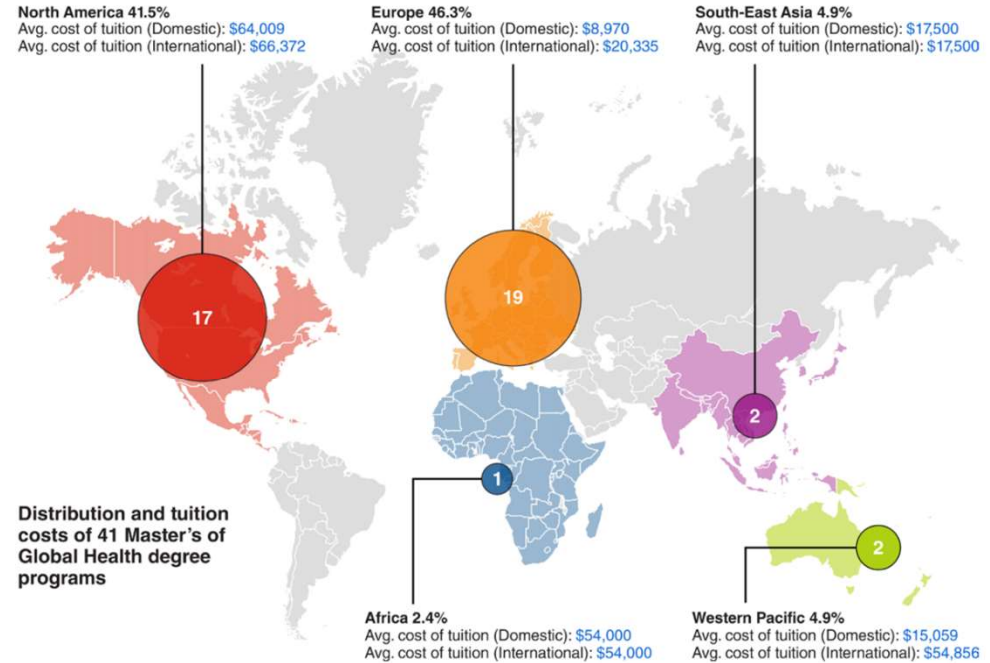 North America 41.5%
Avg. cost of tuition (Domestic): $64,009
Avg. cost of tuition (International): $66,372
Europe 46.3%
Avg. cost of tuition (Domestic): $8,970
Avg. cost of tuition (International): $20,335
South-East Asia 4.9%
Avg. cost of tuition (Domestic): $17,500
Avg. cost of tuition (International): $17,500
17
19
2
1
2
Distribution and tuition
costs of 41 Master's of
Global Health degree
programs
Africa 2.4%
Avg. cost of tuition (Domestic): $54,000
Avg. cost of tuition (International): $54,000
Western Pacific 4.9%
Avg. cost of tuition (Domestic): $15,059
Avg. cost of tuition (International): $54,856